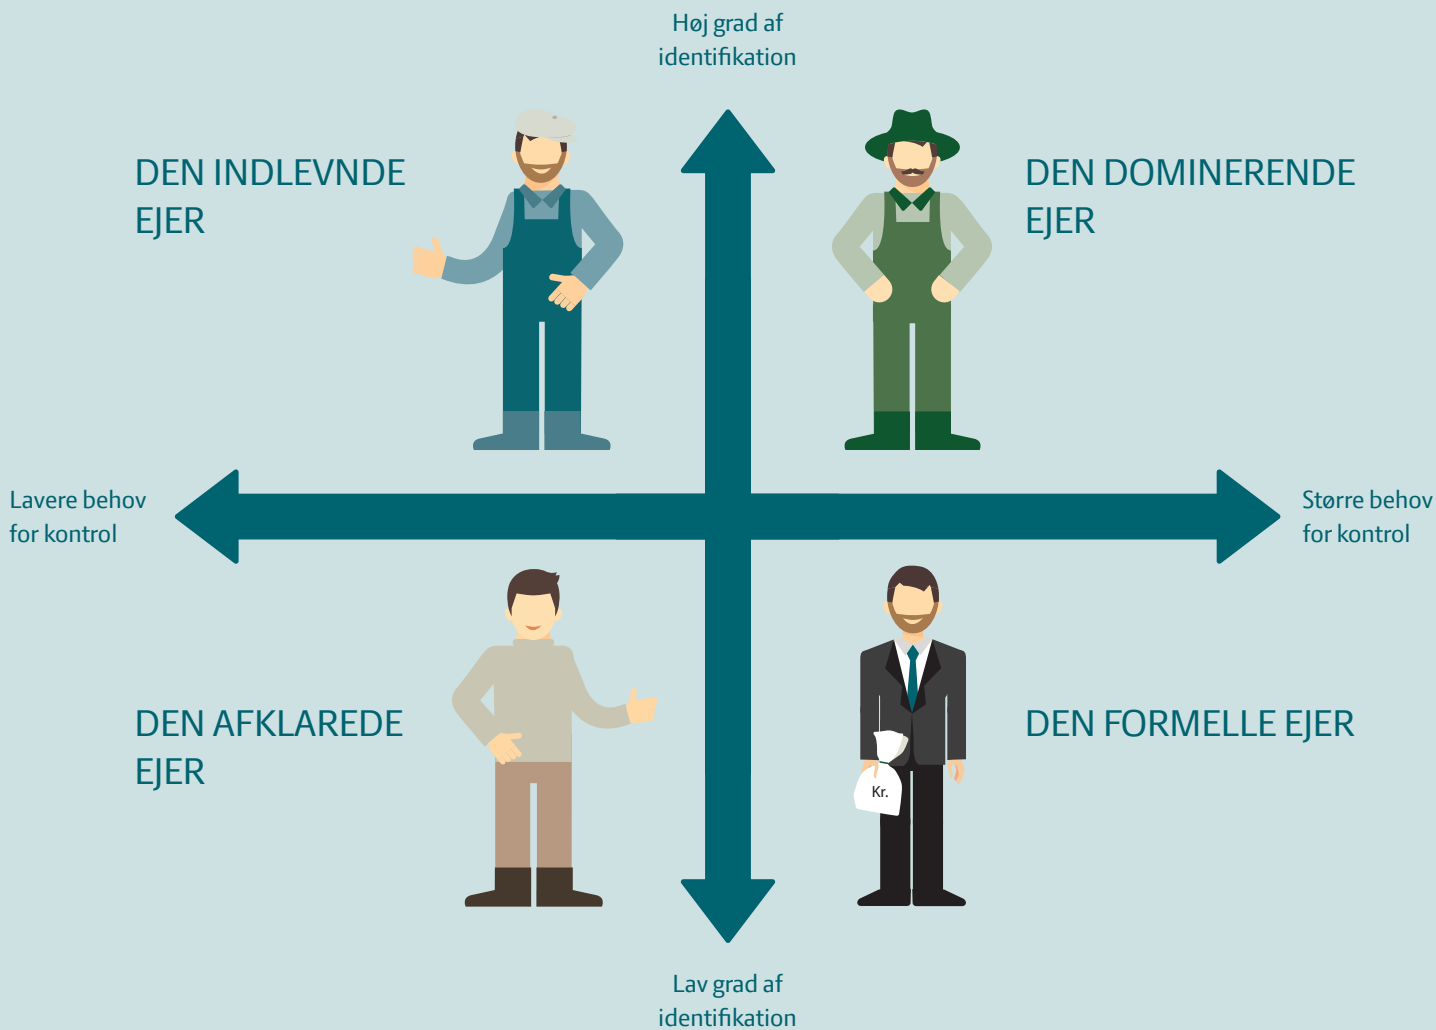 Høj grad af
identifikation
DEN INDLEVNDE
EJER
DEN DOMINERENDE
EJER
Lavere behov
for kontrol
Større behov
for kontrol
DEN AFKLAREDE
EJER
DEN FORMELLE EJER
Kr.
Lav grad af
identifikation